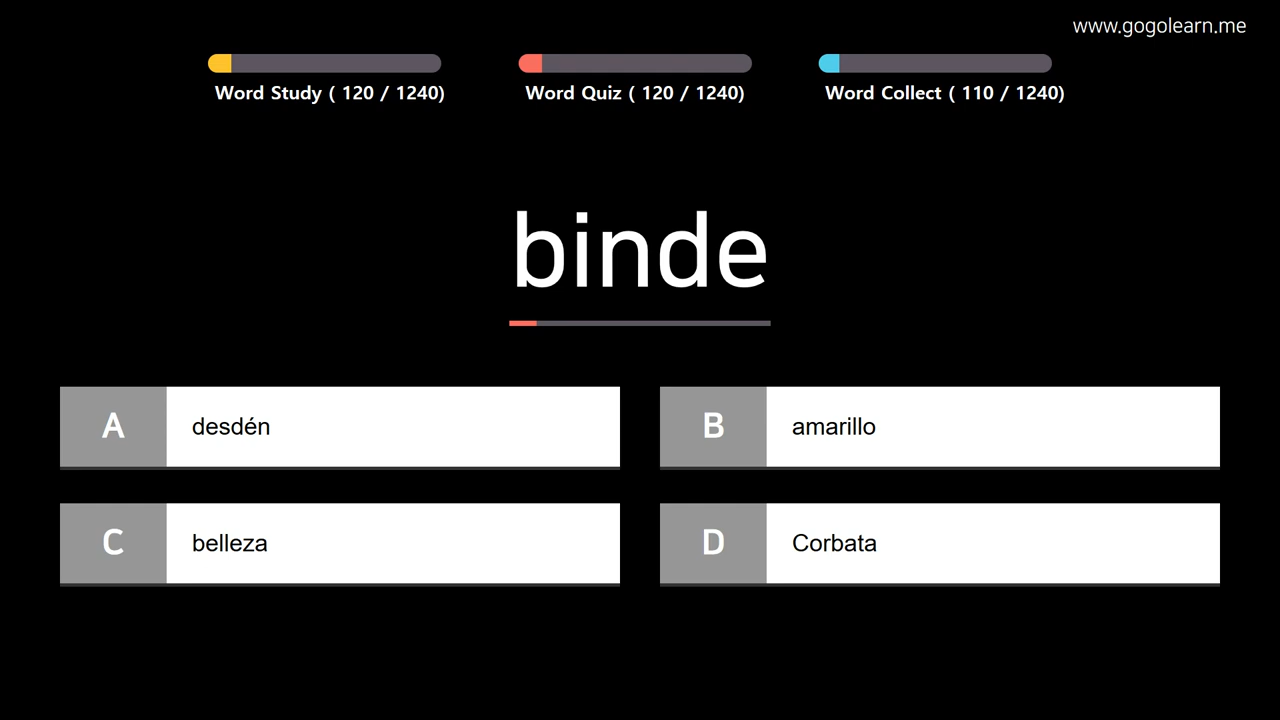 www.gogolearn.me
Word Study ( 120 / 1240)
Word Quiz ( 120 / 1240)
Word Collect ( 110 / 1240)
binde
A desdén
B amarillo
C belleza
D Corbata